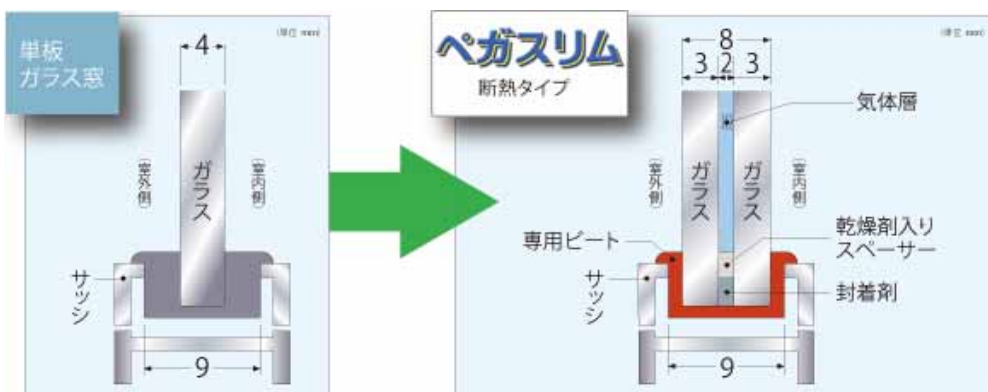 単板
ガラス窓
(単位 mm)
4
(室外側)
ガラス
(室内側)
サッシ
9
ペガスリム
断熱タイプ
(単位 mm)
8
3 2 3
気体層
(室外側)
ガラス
ガラス
(室内側)
専用ビート
乾燥剤入り
スペーサー
サッシ
封着剤
9